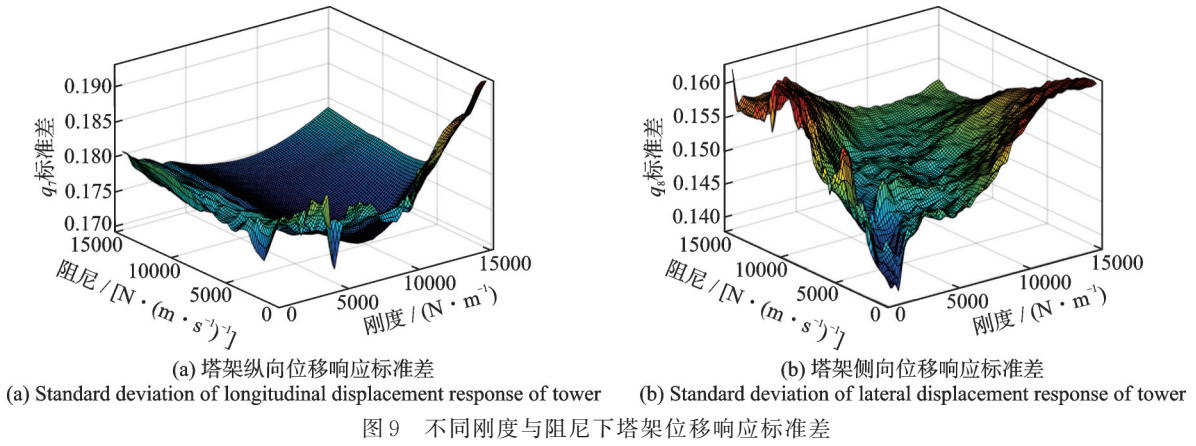 0.190
0.185
0.180
0.175
0.170
q₇标准差
15000
10000
5000
0
阻尼 / [N·(m·s⁻¹)⁻¹]
0
5000
10000
15000
刚度 / (N·m⁻¹)
(a) 塔架纵向位移响应标准差
(a) Standard deviation of longitudinal displacement response of tower
0.160
0.155
0.150
0.145
0.140
q₈标准差
15000
10000
5000
0
阻尼 / [N·(m·s⁻¹)⁻¹]
0
5000
10000
15000
刚度 / (N·m⁻¹)
(b) 塔架侧向位移响应标准差
(b) Standard deviation of lateral displacement response of tower
图9 不同刚度与阻尼下塔架位移响应标准差